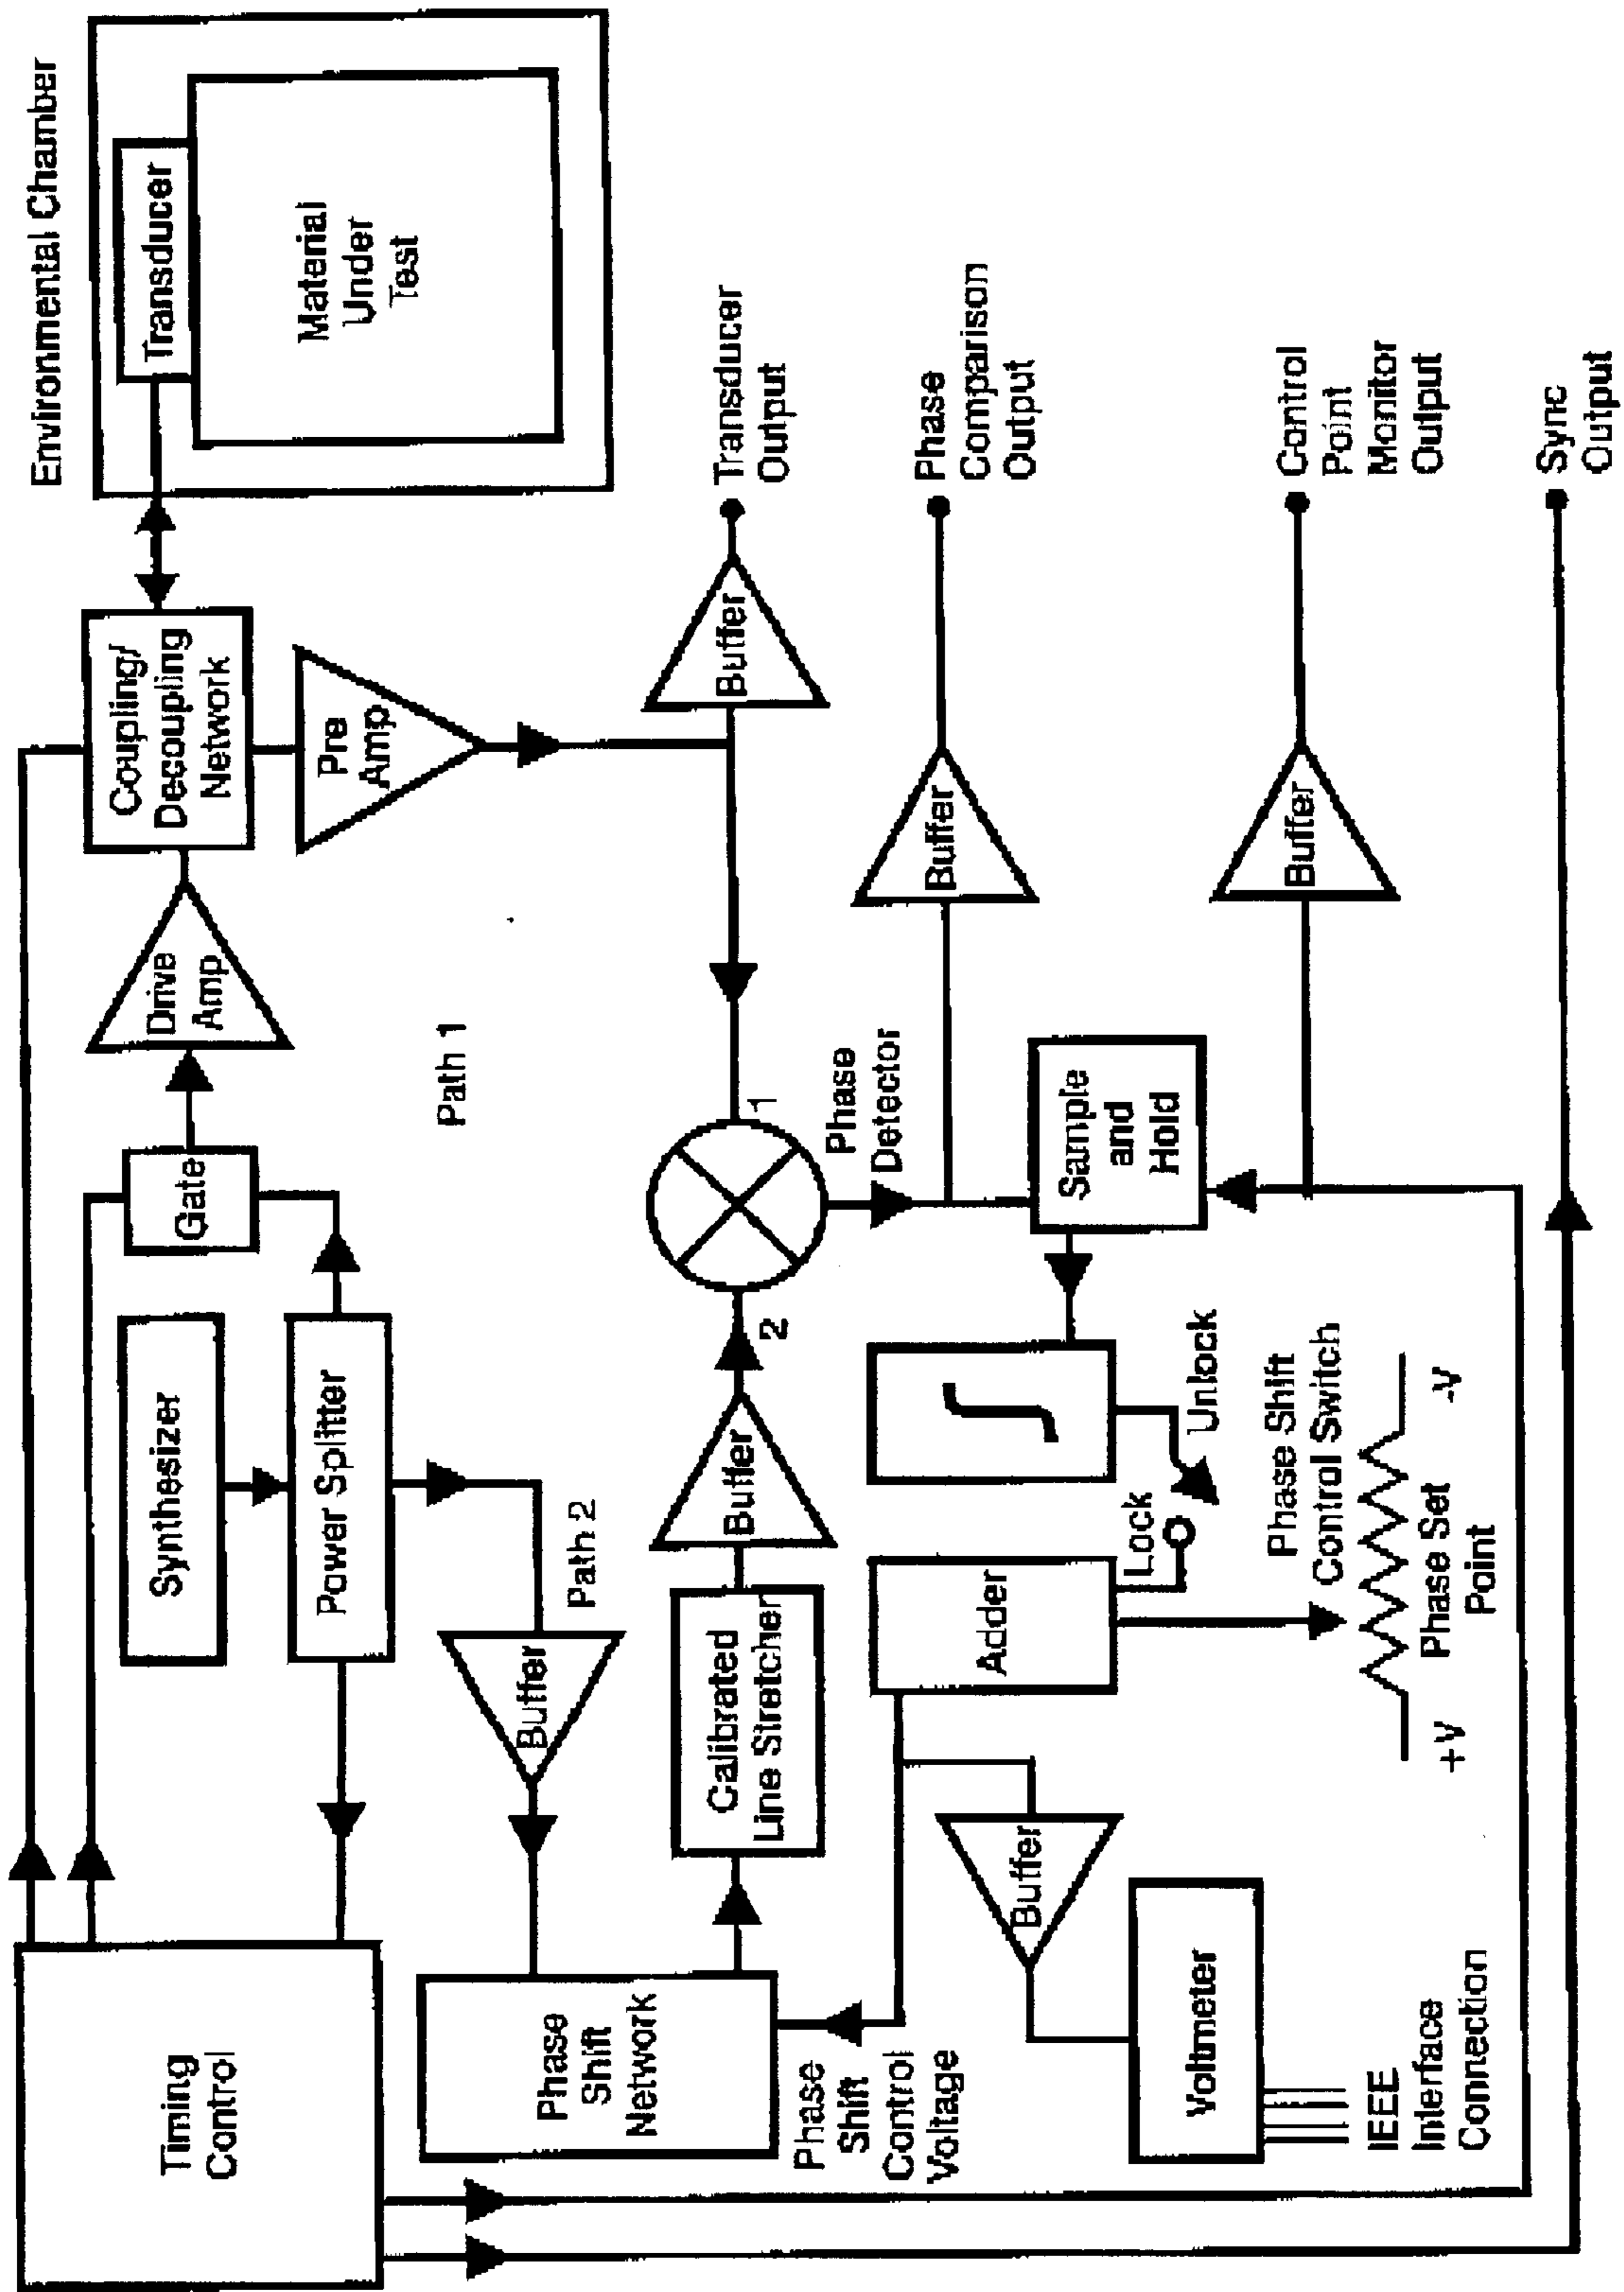 Environmental Chamber
Transducer
Material
Under
Test
Coupling/
Decoupling
Network
Drive
Amp
Pre
Amp
Gate
Synthesizer
Power Splitter
Timing
Control
Path 1
Path 2
Buffer
Transducer
Output
Buffer
Phase
Shift
Network
Calibrated
Line Stretcher
Buffer
2
1
Phase
Detector
Buffer
Phase
Comparison
Output
Sample
and
Hold
Buffer
Control
Point
Monitor
Output
Sync
Output
Unlock
Lock
Phase Shift
Control Switch
Adder
+V
-V
Phase Set
Point
Phase
Shift
Control
Voltage
Buffer
Voltmeter
IEEE
Interface
Connection